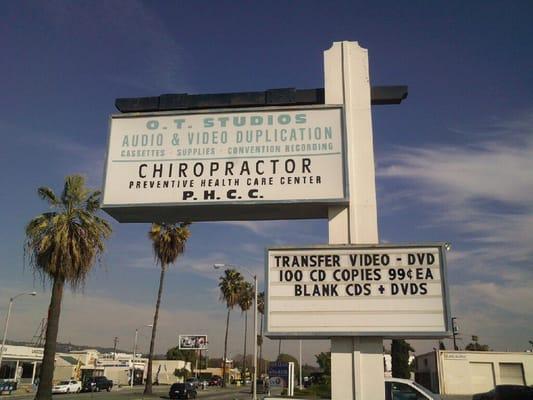 O.T. STUDIOS
AUDIO & VIDEO DUPLICATION
CASSETTES · SUPPLIES · CONVENTION RECORDING
CHIROPRACTOR
PREVENTIVE HEALTH CARE CENTER
P.H.C.C.
TRANSFER VIDEO - DVD
100 CD COPIES 99¢EA
BLANK CDS + DVDS